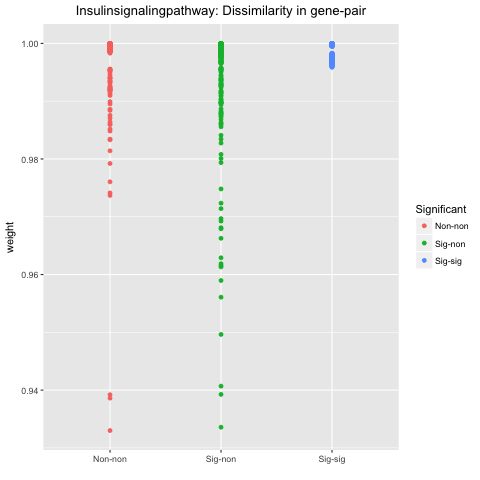 Insulinsignalingpathway: Dissimilarity in gene-pair
1.00
0.98
0.96
0.94
weight
Non-non
Sig-non
Sig-sig
Significant
Non-non
Sig-non
Sig-sig